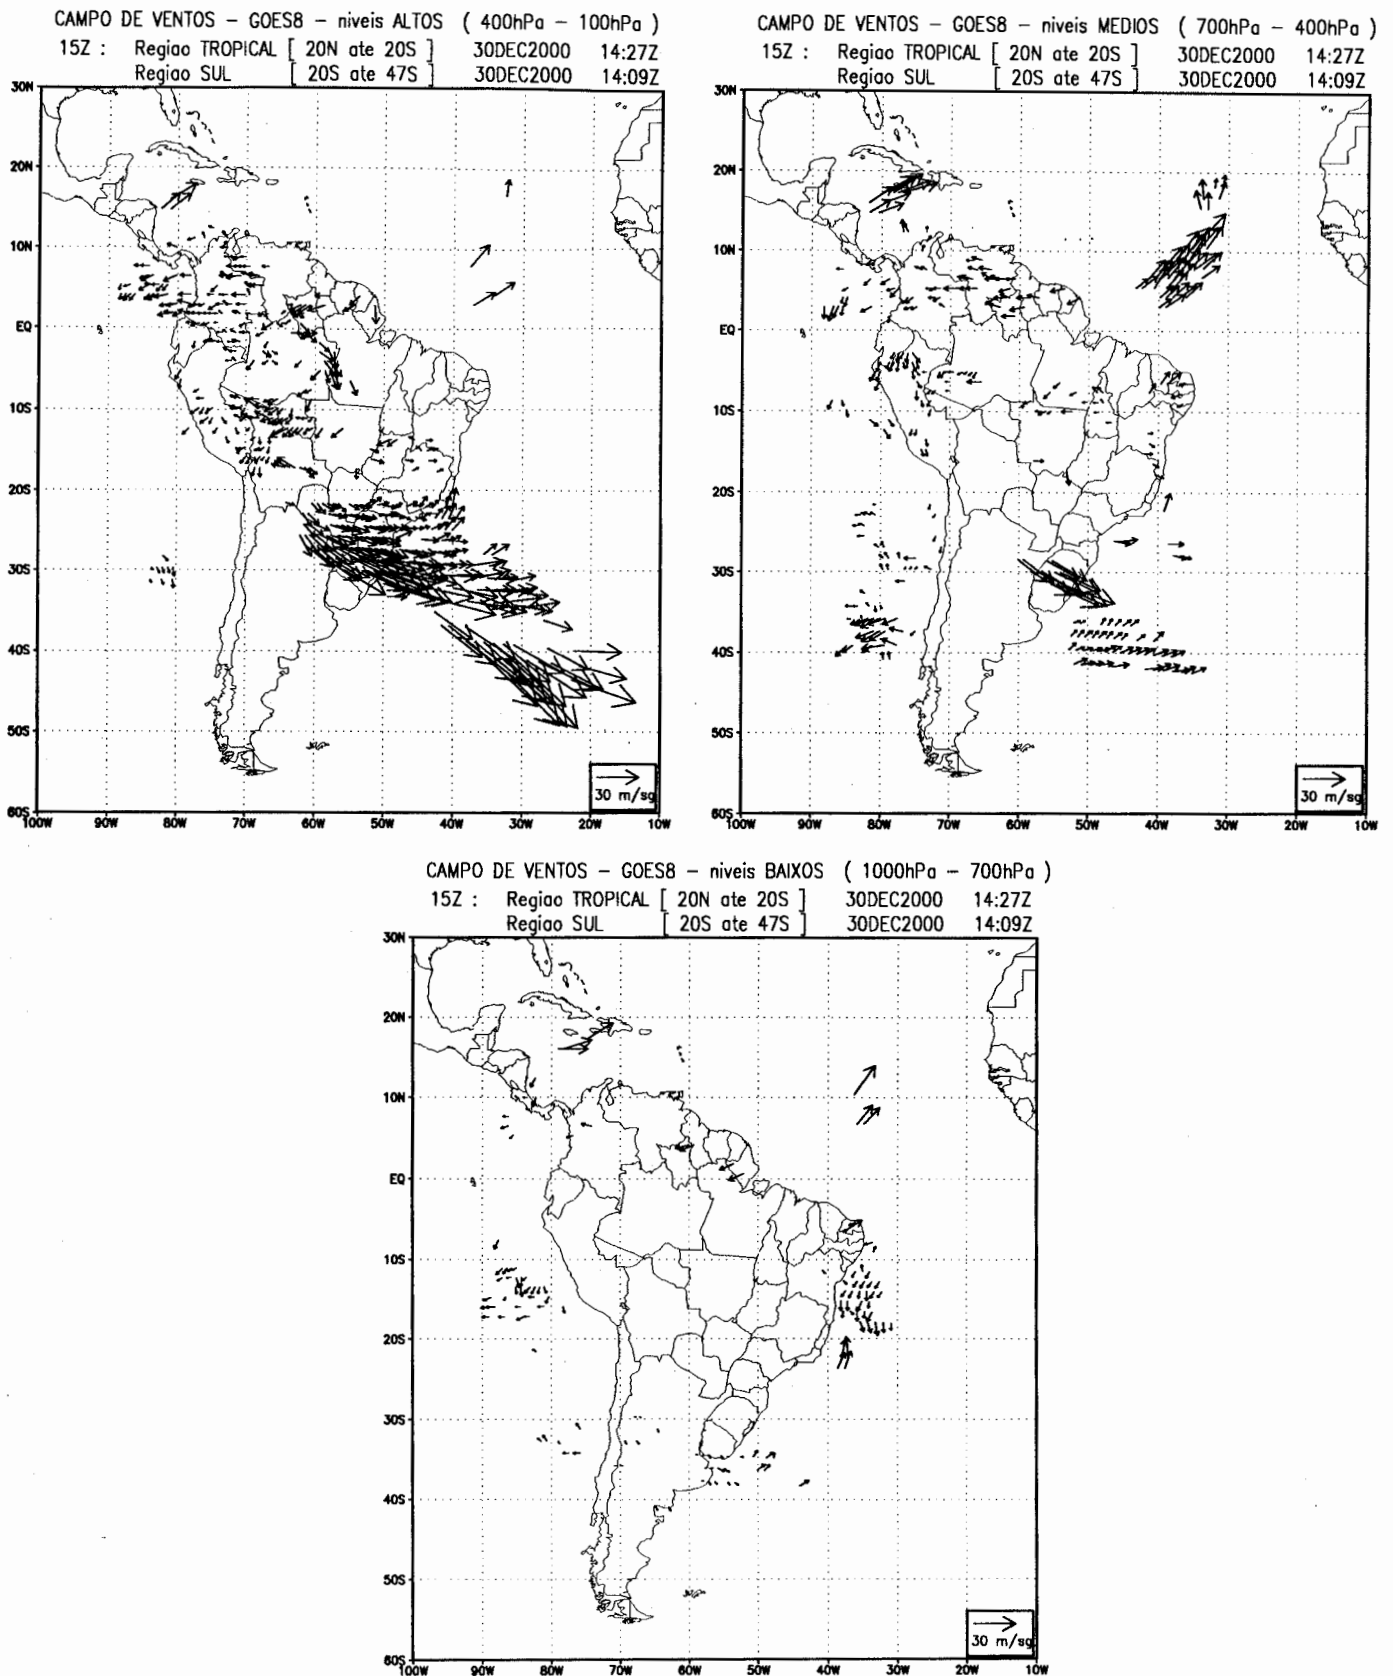 CAMPO DE VENTOS – GOES8 – niveis ALTOS ( 400hPa – 100hPa )
15Z : Regiao TROPICAL [ 20N ate 20S ] 30DEC2000 14:27Z
Regiao SUL [ 20S ate 47S ] 30DEC2000 14:09Z
30N
20N
10N
EQ
10S
20S
30S
40S
50S
60S
100W 90W 80W 70W 60W 50W 40W 30W 20W 10W
30 m/sg
CAMPO DE VENTOS – GOES8 – niveis MEDIOS ( 700hPa – 400hPa )
15Z : Regiao TROPICAL [ 20N ate 20S ] 30DEC2000 14:27Z
Regiao SUL [ 20S ate 47S ] 30DEC2000 14:09Z
30N
20N
10N
EQ
10S
20S
30S
40S
50S
60S
100W 90W 80W 70W 60W 50W 40W 30W 20W 10W
30 m/sg
CAMPO DE VENTOS – GOES8 – niveis BAIXOS ( 1000hPa – 700hPa )
15Z : Regiao TROPICAL [ 20N ate 20S ] 30DEC2000 14:27Z
Regiao SUL [ 20S ate 47S ] 30DEC2000 14:09Z
30N
20N
10N
EQ
10S
20S
30S
40S
50S
60S
100W 90W 80W 70W 60W 50W 40W 30W 20W 10W
30 m/sg